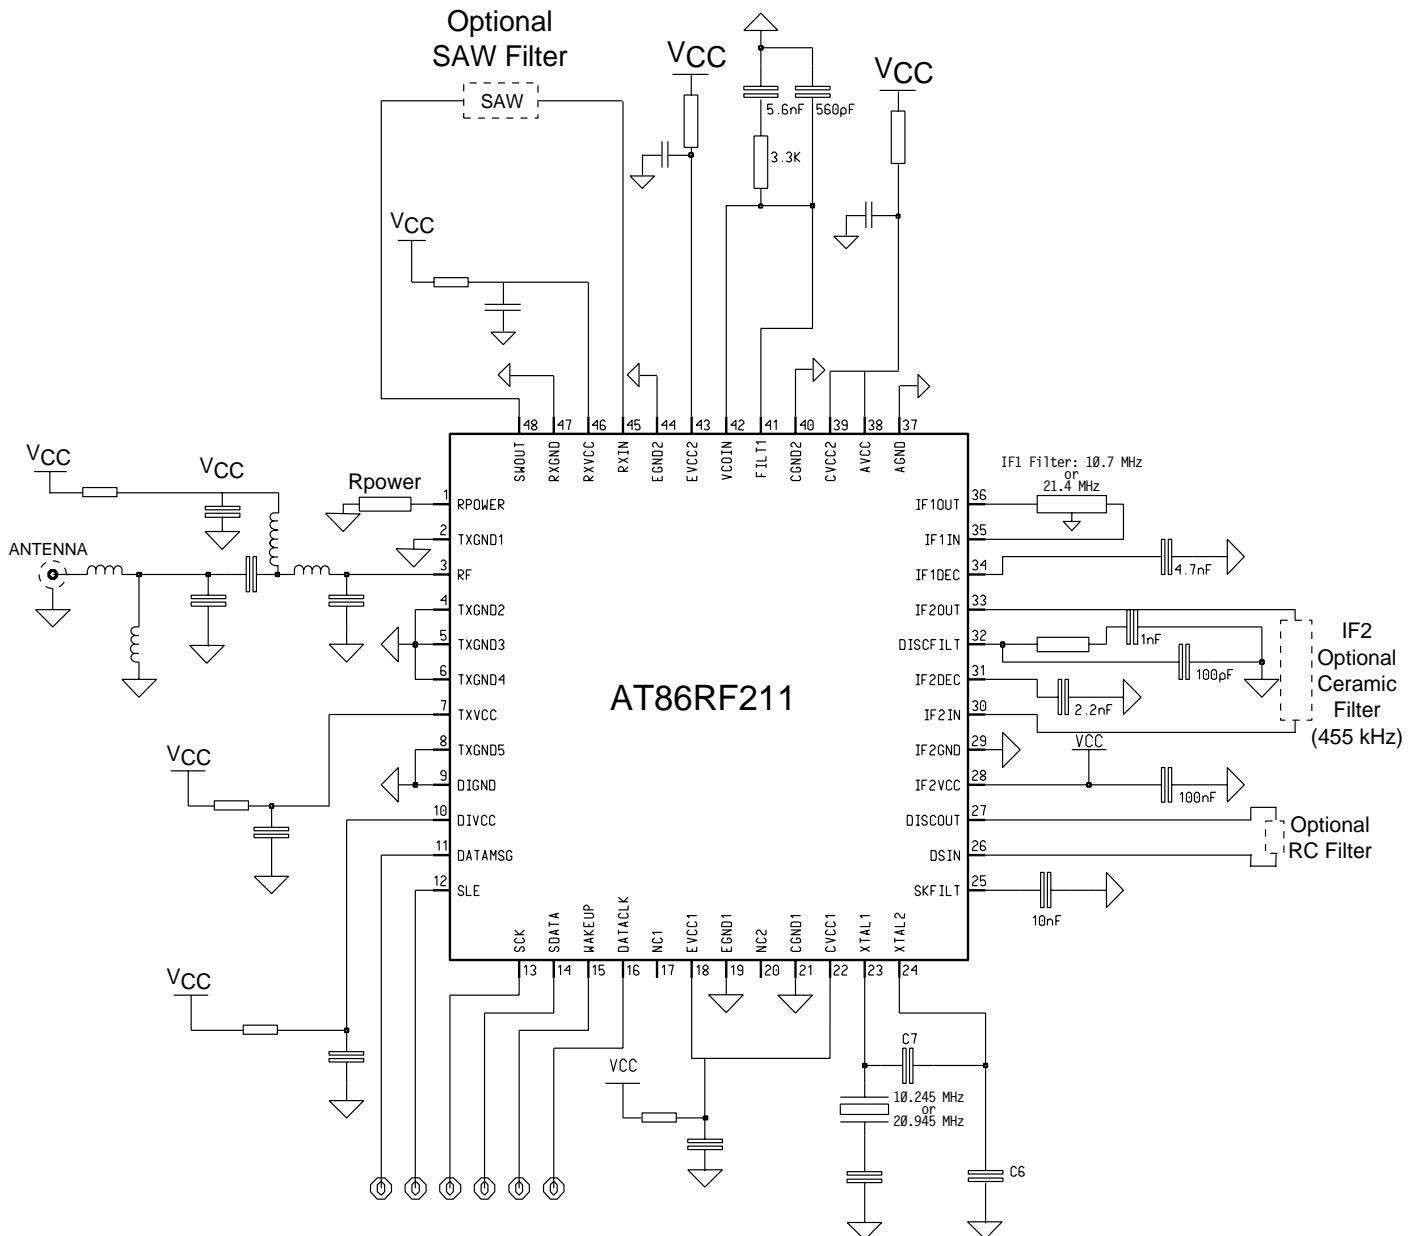 Optional
SAW Filter
SAW
VCC
5.6nF
560pF
3.3K
VCC
VCC
48
47
46
45
44
43
42
41
40
39
38
37
SWOUT
RXGND
RXVCC
RXIN
EGND2
EVCC2
VCOIN
FILT1
CGND2
CVCC2
AVCC
AGND
VCC
VCC
ANTENNA
Rpower
1 RPOWER
2 TXGND1
3 RF
4 TXGND2
5 TXGND3
6 TXGND4
7 TXVCC
8 TXGND5
9 DIGND
10 DIVCC
11 DATAMSG
12 SLE
VCC
VCC
AT86RF211
IF1 Filter: 10.7 MHz
or
21.4 MHz
IF1OUT 36
IF1IN 35
IF1DEC 34
4.7nF
IF2OUT 33
DISCFILT 32
1nF
100pF
IF2DEC 31
2.2nF
IF2IN 30
IF2GND 29
VCC
IF2VCC 28
100nF
DISCOUT 27
DSIN 26
SKFILT 25
10nF
IF2
Optional
Ceramic
Filter
(455 kHz)
Optional
RC Filter
SCK
SDATA
WAKEUP
DATACLK
NC1
EVCC1
EGND1
NC2
CGND1
CVCC1
XTAL1
XTAL2
13
14
15
16
17
18
19
20
21
22
23
24
VCC
C7
10.245 MHz
or
20.945 MHz
C6
0
0
0
0
0
0